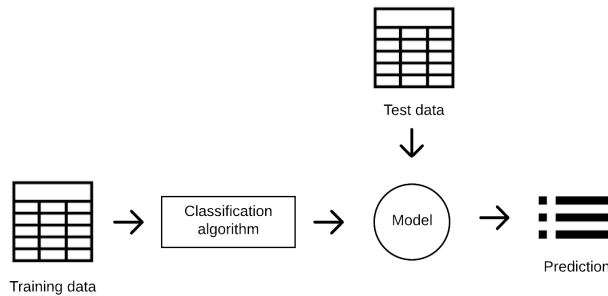 Test data
Classification
algorithm
Model
Prediction
Training data